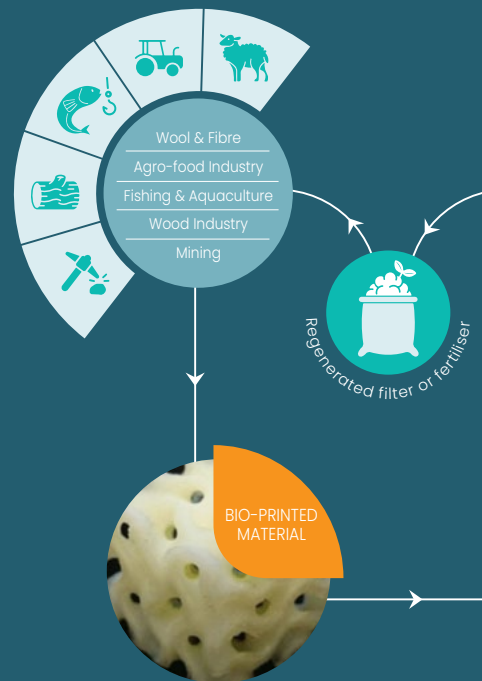 Wool & Fibre
Agro-food Industry
Fishing & Aquaculture
Wood Industry
Mining
Regenerated filter or fertiliser
BIO-PRINTED
MATERIAL